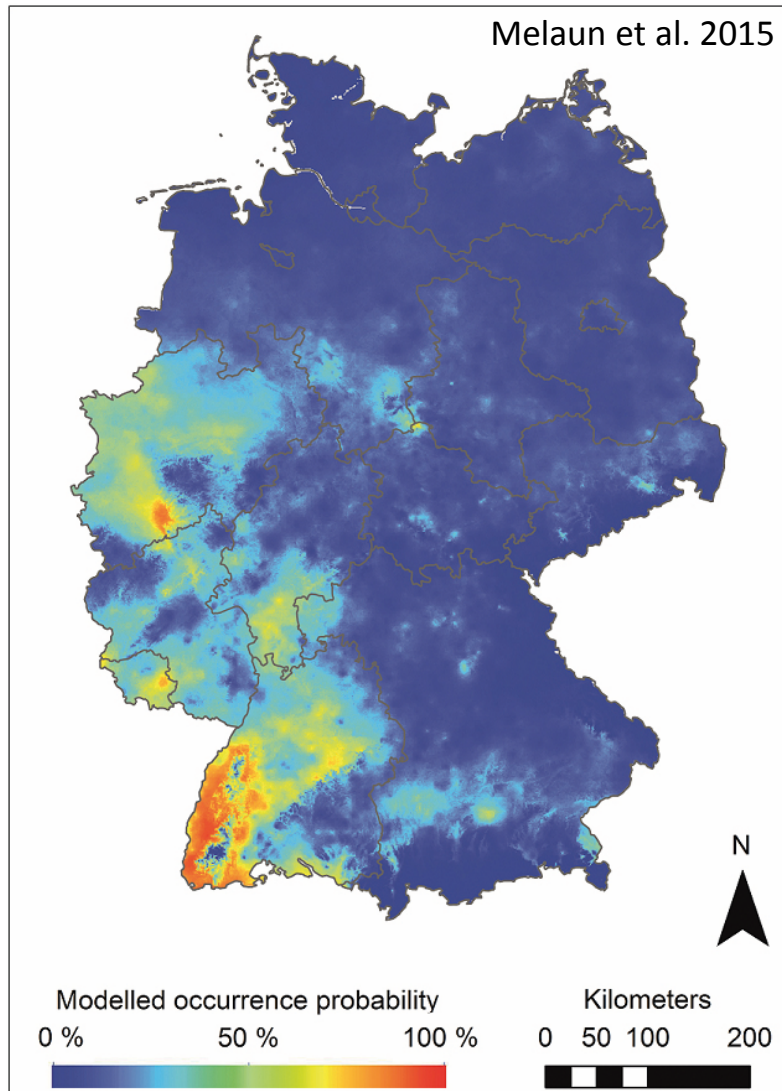 Melaun et al. 2015
N
Modelled occurrence probability
0 % 50 % 100 %
Kilometers
0 50 100 200